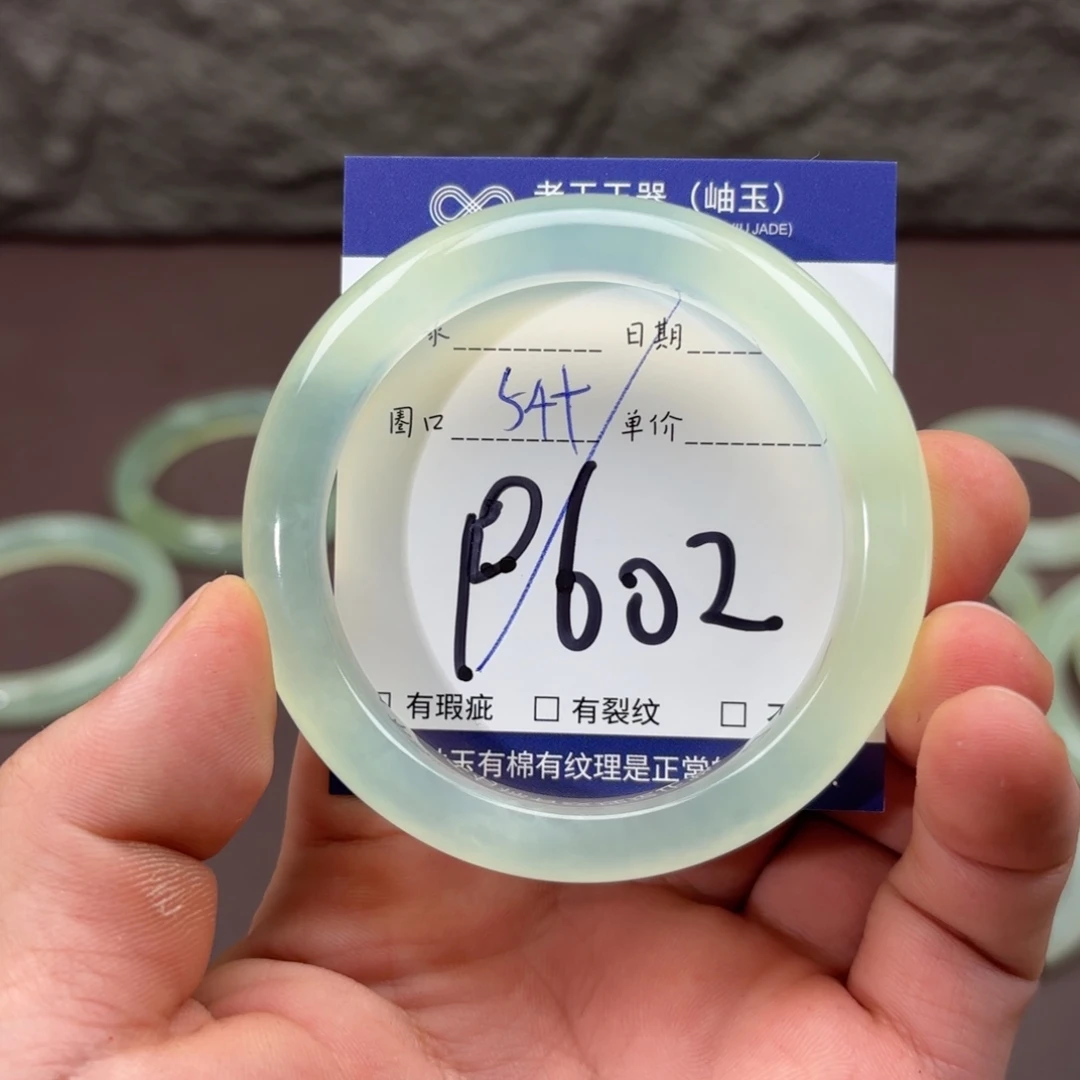 老王玉器（岫玉）
日期
圈口 54+ 单价
P602
□ 有瑕疵 □ 有裂纹 □
玉有棉有纹理是正常